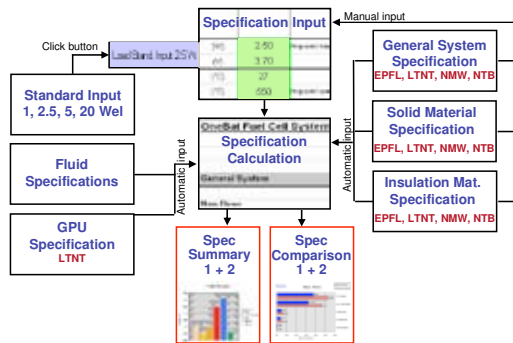 Specification Input
Manual input
Click button
Load Stand. Input 2.5 W
2.50
3.70
27
550
Standard Input
1, 2.5, 5, 20 Wel
General System
Specification
EPFL, LTNT, NMW, NTB
OneBat Fuel Cell System
Specification
Calculation
General System
Solid Material
Specification
EPFL, LTNT, NMW, NTB
Fluid
Specifications
Automatic input
Automatic input
Insulation Mat.
Specification
EPFL, LTNT, NMW, NTB
GPU
Specification
LTNT
Spec
Summary
1 + 2
Spec
Comparison
1 + 2